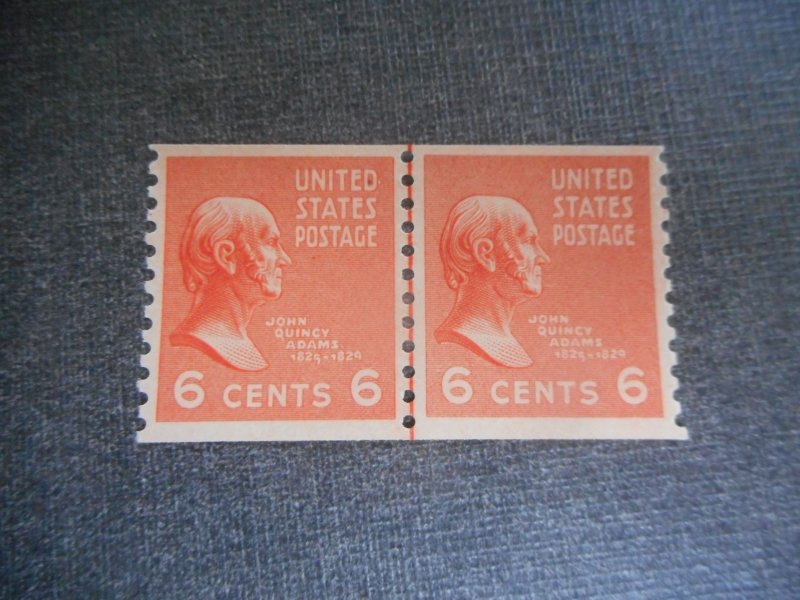 UNITED
STATES
POSTAGE
JOHN
QUINCY
ADAMS
1825-1829
6 CENTS 6
UNITED
STATES
POSTAGE
JOHN
QUINCY
ADAMS
1825-1829
6 CENTS 6